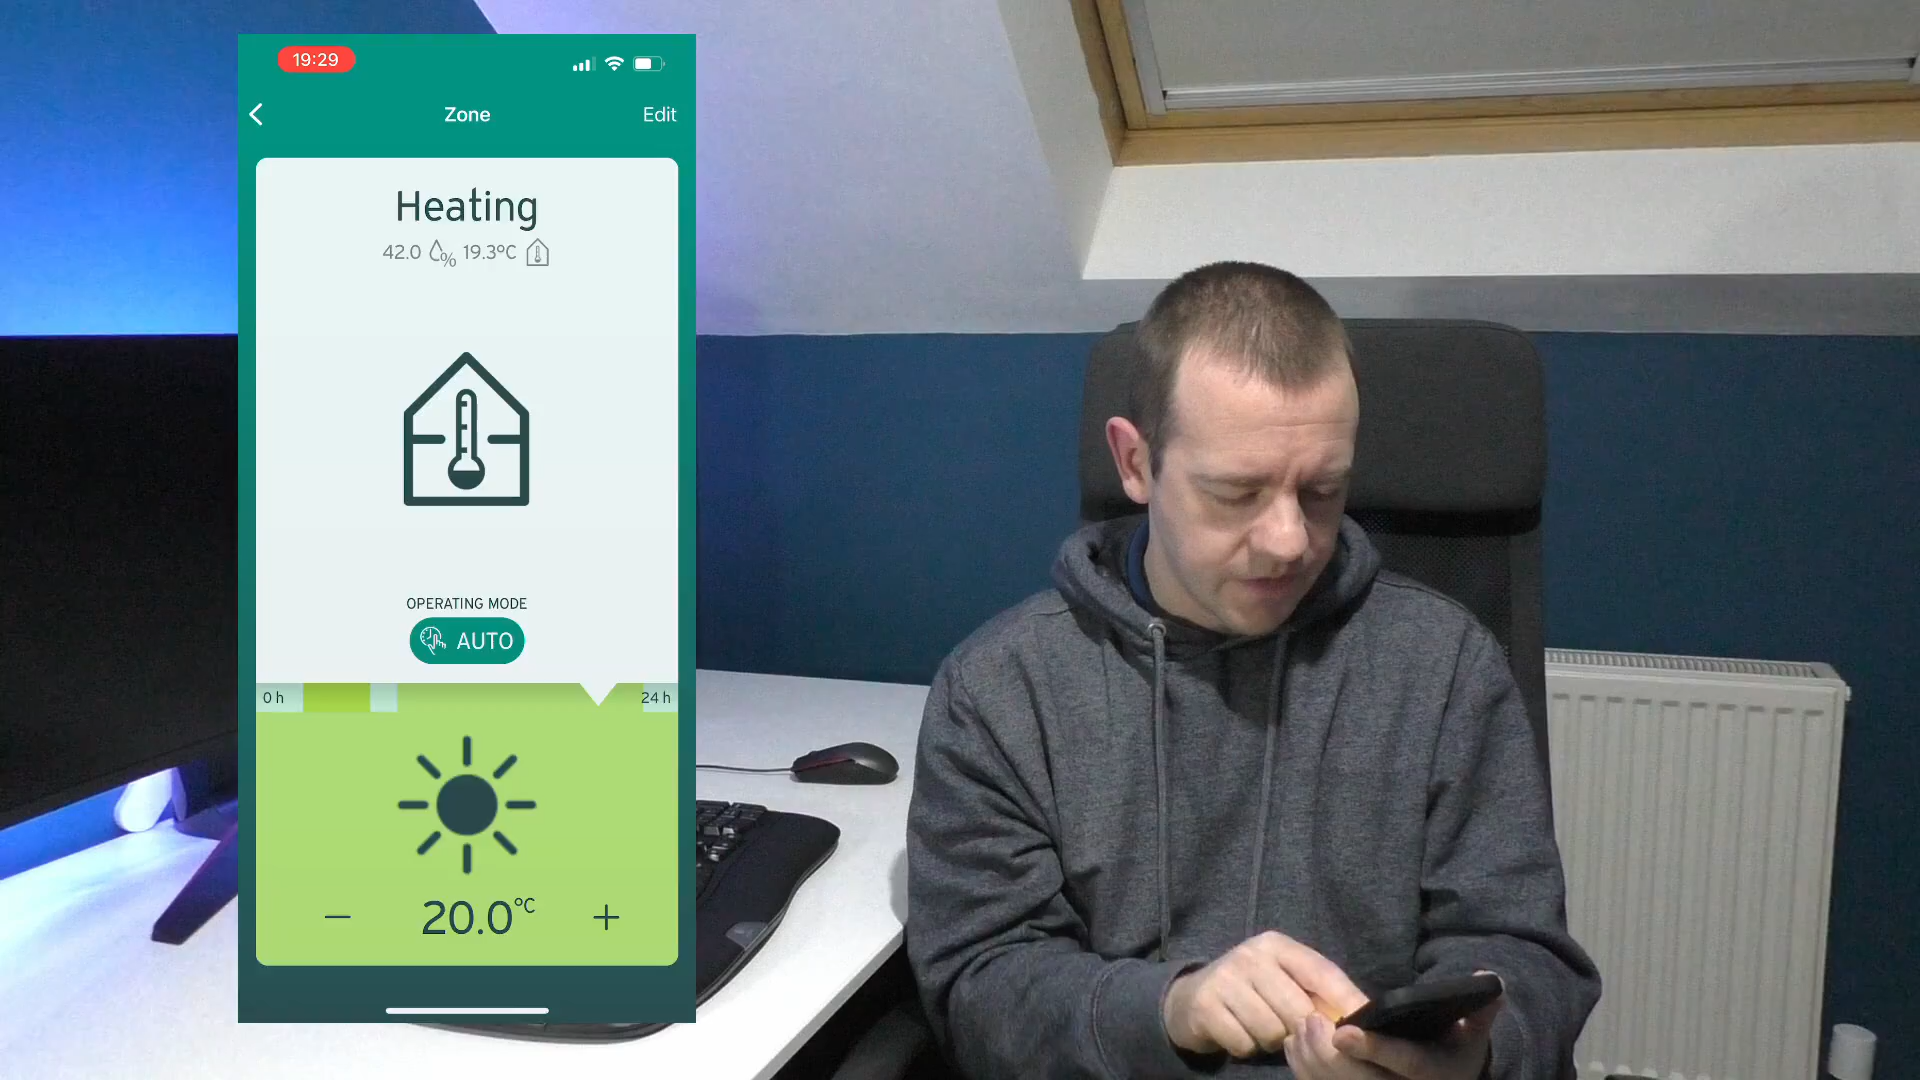 19:29
Zone
Edit
Heating
42.0 % 19.3°C
OPERATING MODE
AUTO
0 h
24 h
− 20.0°C +